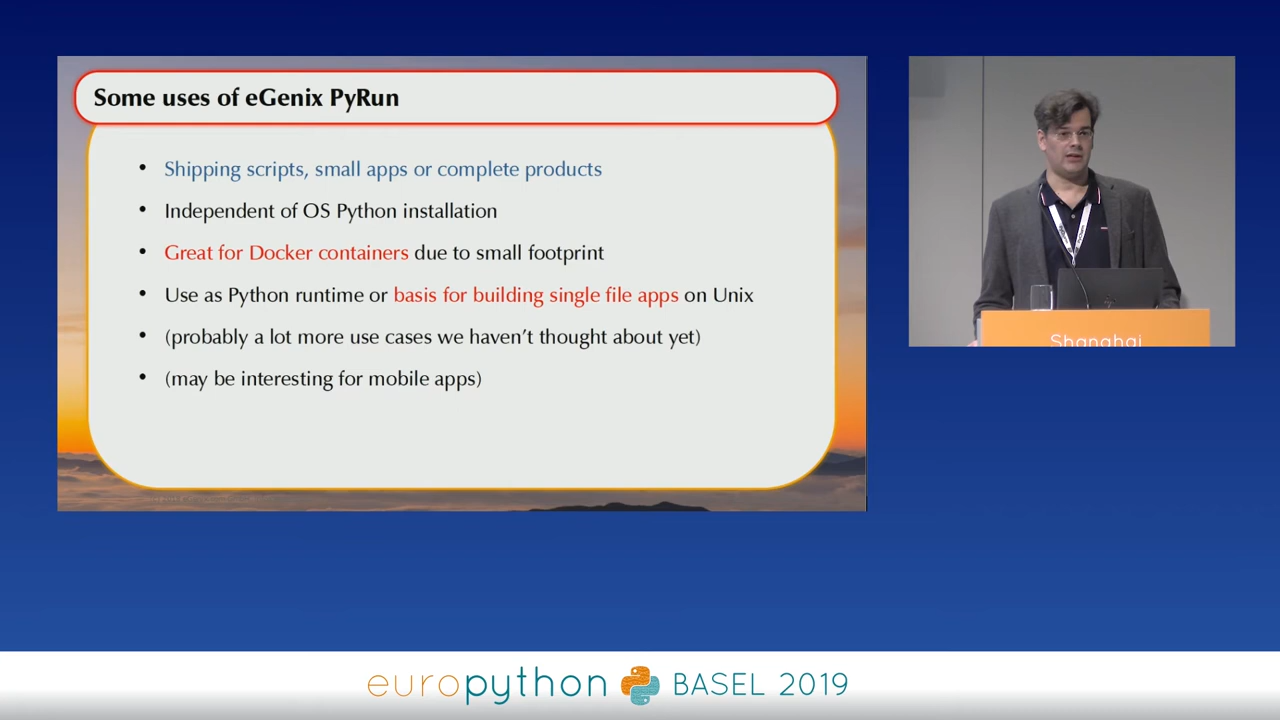 Some uses of eGenix PyRun
• Shipping scripts, small apps or complete products
• Independent of OS Python installation
• Great for Docker containers due to small footprint
• Use as Python runtime or basis for building single file apps on Unix
• (probably a lot more use cases we haven't thought about yet)
• (may be interesting for mobile apps)
Shanghai
europython BASEL 2019